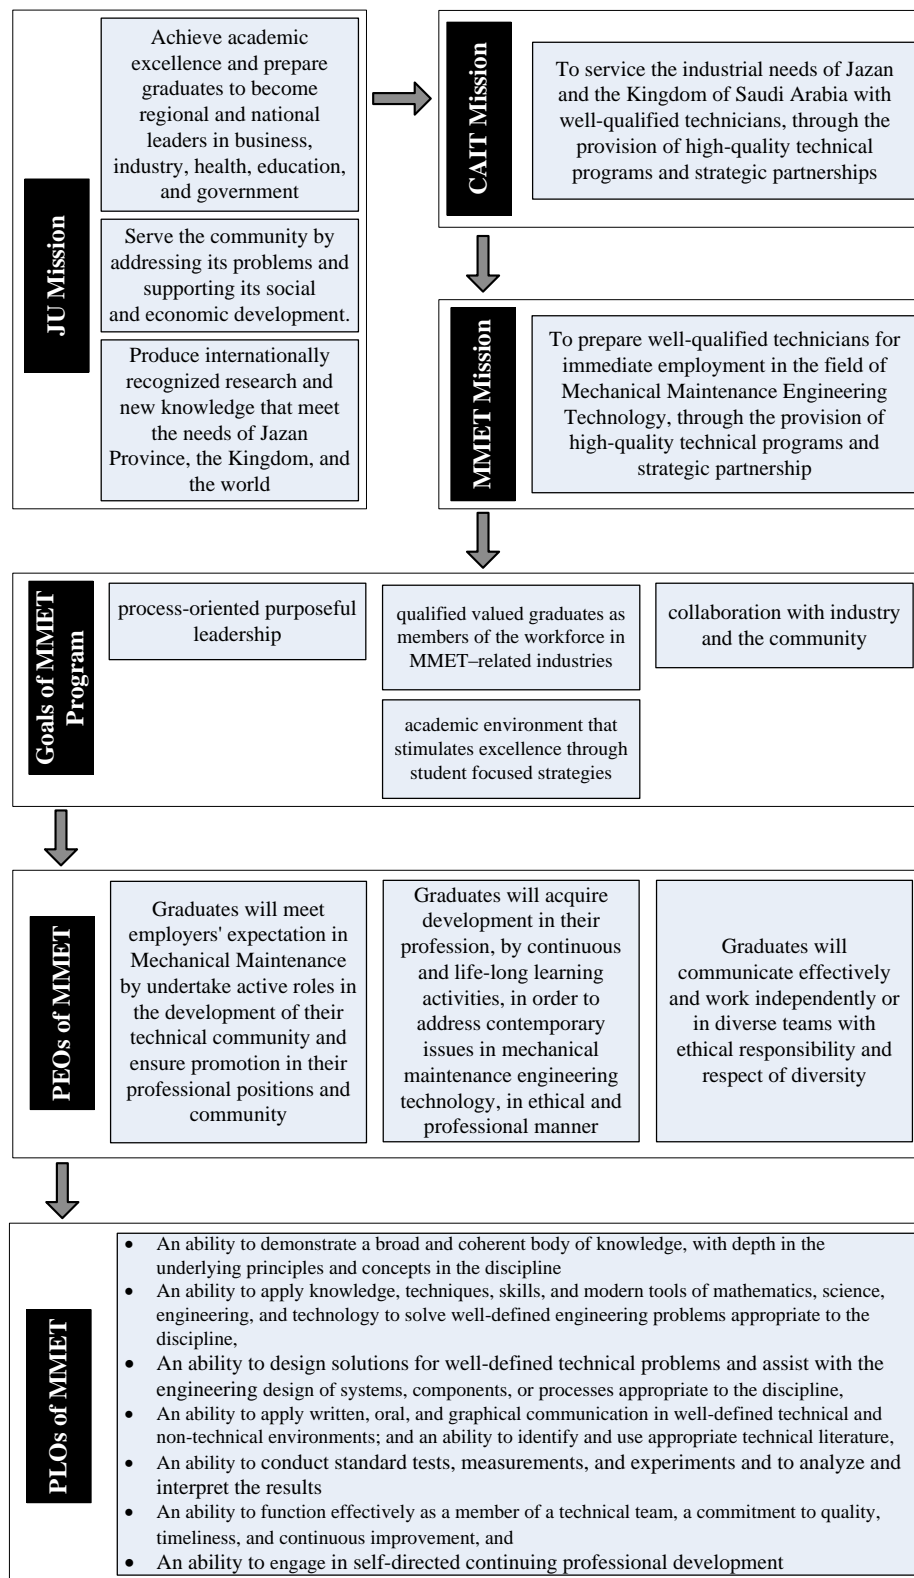 JU Mission
Achieve academic
excellence and prepare
graduates to become
regional and national
leaders in business,
industry, health, education,
and government
Serve the community by
addressing its problems and
supporting its social
and economic development.
Produce internationally
recognized research and
new knowledge that meet
the needs of Jazan
Province, the Kingdom, and
the world
CAIT Mission
To service the industrial needs of Jazan
and the Kingdom of Saudi Arabia with
well-qualified technicians, through the
provision of high-quality technical
programs and strategic partnerships
MMET Mission
To prepare well-qualified technicians for
immediate employment in the field of
Mechanical Maintenance Engineering
Technology, through the provision of
high-quality technical programs and
strategic partnership
Goals of MMET
Program
process-oriented purposeful
leadership
qualified valued graduates as
members of the workforce in
MMET–related industries
collaboration with industry
and the community
academic environment that
stimulates excellence through
student focused strategies
PEOs of MMET
Graduates will meet
employers' expectation in
Mechanical Maintenance
by undertake active roles in
the development of their
technical community and
ensure promotion in their
professional positions and
community
Graduates will acquire
development in their
profession, by continuous
and life-long learning
activities, in order to
address contemporary
issues in mechanical
maintenance engineering
technology, in ethical and
professional manner
Graduates will
communicate effectively
and work independently or
in diverse teams with
ethical responsibility and
respect of diversity
PLOs of MMET
• An ability to demonstrate a broad and coherent body of knowledge, with depth in the
underlying principles and concepts in the discipline
• An ability to apply knowledge, techniques, skills, and modern tools of mathematics, science,
engineering, and technology to solve well-defined engineering problems appropriate to the
discipline,
• An ability to design solutions for well-defined technical problems and assist with the
engineering design of systems, components, or processes appropriate to the discipline,
• An ability to apply written, oral, and graphical communication in well-defined technical and
non-technical environments; and an ability to identify and use appropriate technical literature,
• An ability to conduct standard tests, measurements, and experiments and to analyze and
interpret the results
• An ability to function effectively as a member of a technical team, a commitment to quality,
timeliness, and continuous improvement, and
• An ability to engage in self-directed continuing professional development